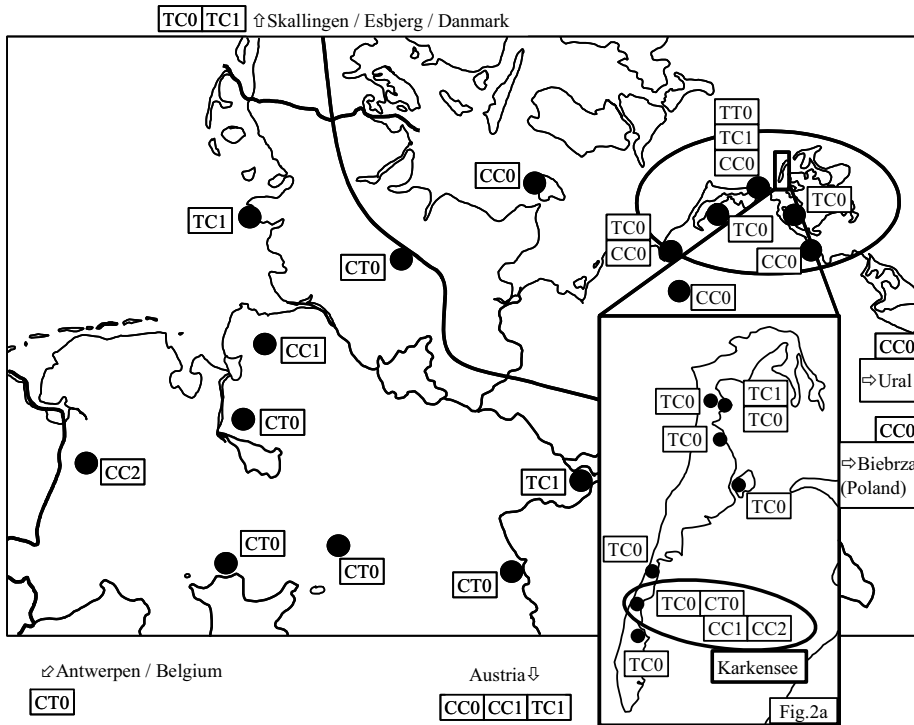 TC0 TC1 ⇧Skallingen / Esbjerg / Danmark
TT0
TC1
CC0
CC0
TC1
TC0
TC0
TC0
CC0
CT0
CC0
CC0
CC1
CC0
⇨Ural
TC1
TC0
TC0
CT0
TC0
CC0
CC2
TC1
⇨Biebrza
(Poland)
TC0
CT0
CT0
CT0
TC0
TC0 CT0
CC1 CC2
TC0
Karkensee
⇙Antwerpen / Belgium
CT0
Austria⇩
CC0 CC1 TC1
Fig.2a